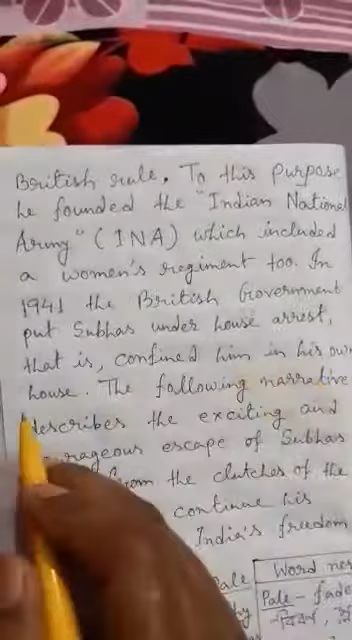 British rule. To this purpose
he founded the "Indian National
Army" (INA) which included
a women's regiment too. In
1941 the British Government
put Subhas under house arrest,
that is, confined him in his own
house. The following narrative
describes the exciting and
rageous escape of Subhas
from the clutches of the
continue his
India's freedom
Pale
Word
Pale - fade